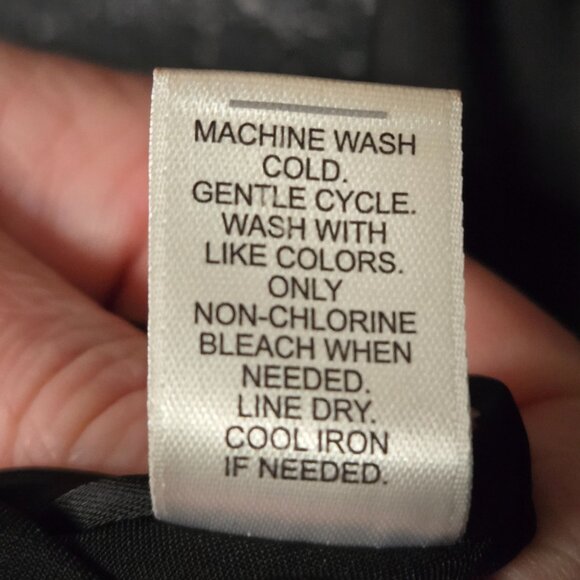 MACHINE WASH
COLD.
GENTLE CYCLE.
WASH WITH
LIKE COLORS.
ONLY
NON-CHLORINE
BLEACH WHEN
NEEDED.
LINE DRY.
COOL IRON
IF NEEDED.